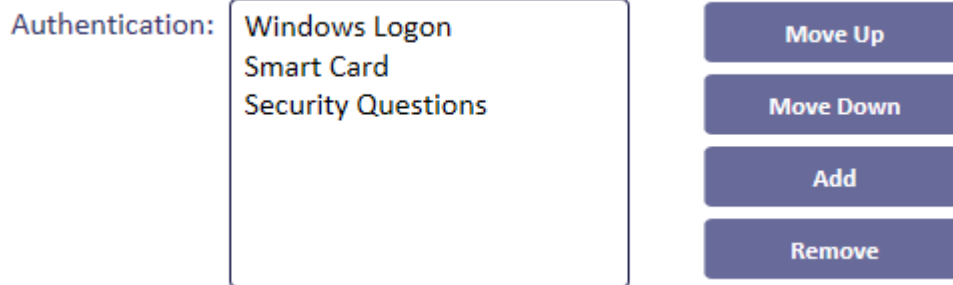 Authentication:
Windows Logon
Smart Card
Security Questions
Move Up
Move Down
Add
Remove